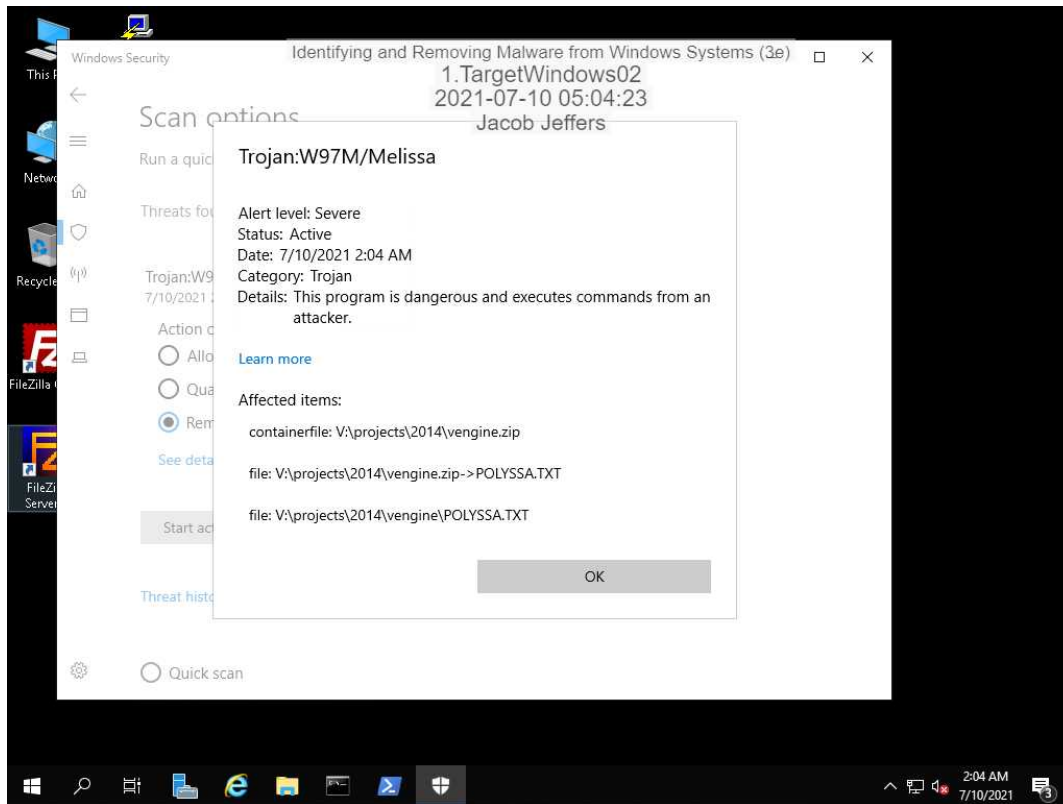 This P
Netwo
Recycle
FileZilla
FileZi
Server
Windows Security
Identifying and Removing Malware from Windows Systems (3e)
1.TargetWindows02
2021-07-10 05:04:23
Jacob Jeffers
Scan options
Run a quic
Threats fou
Trojan:W9
7/10/2021 2
Action o
Allo
Qua
Rem
See deta
Start act
Threat histo
Quick scan
Trojan:W97M/Melissa
Alert level: Severe
Status: Active
Date: 7/10/2021 2:04 AM
Category: Trojan
Details: This program is dangerous and executes commands from an
attacker.
Learn more
Affected items:
containerfile: V:\projects\2014\vengine.zip
file: V:\projects\2014\vengine.zip->POLYSSA.TXT
file: V:\projects\2014\vengine\POLYSSA.TXT
OK
2:04 AM
7/10/2021
3